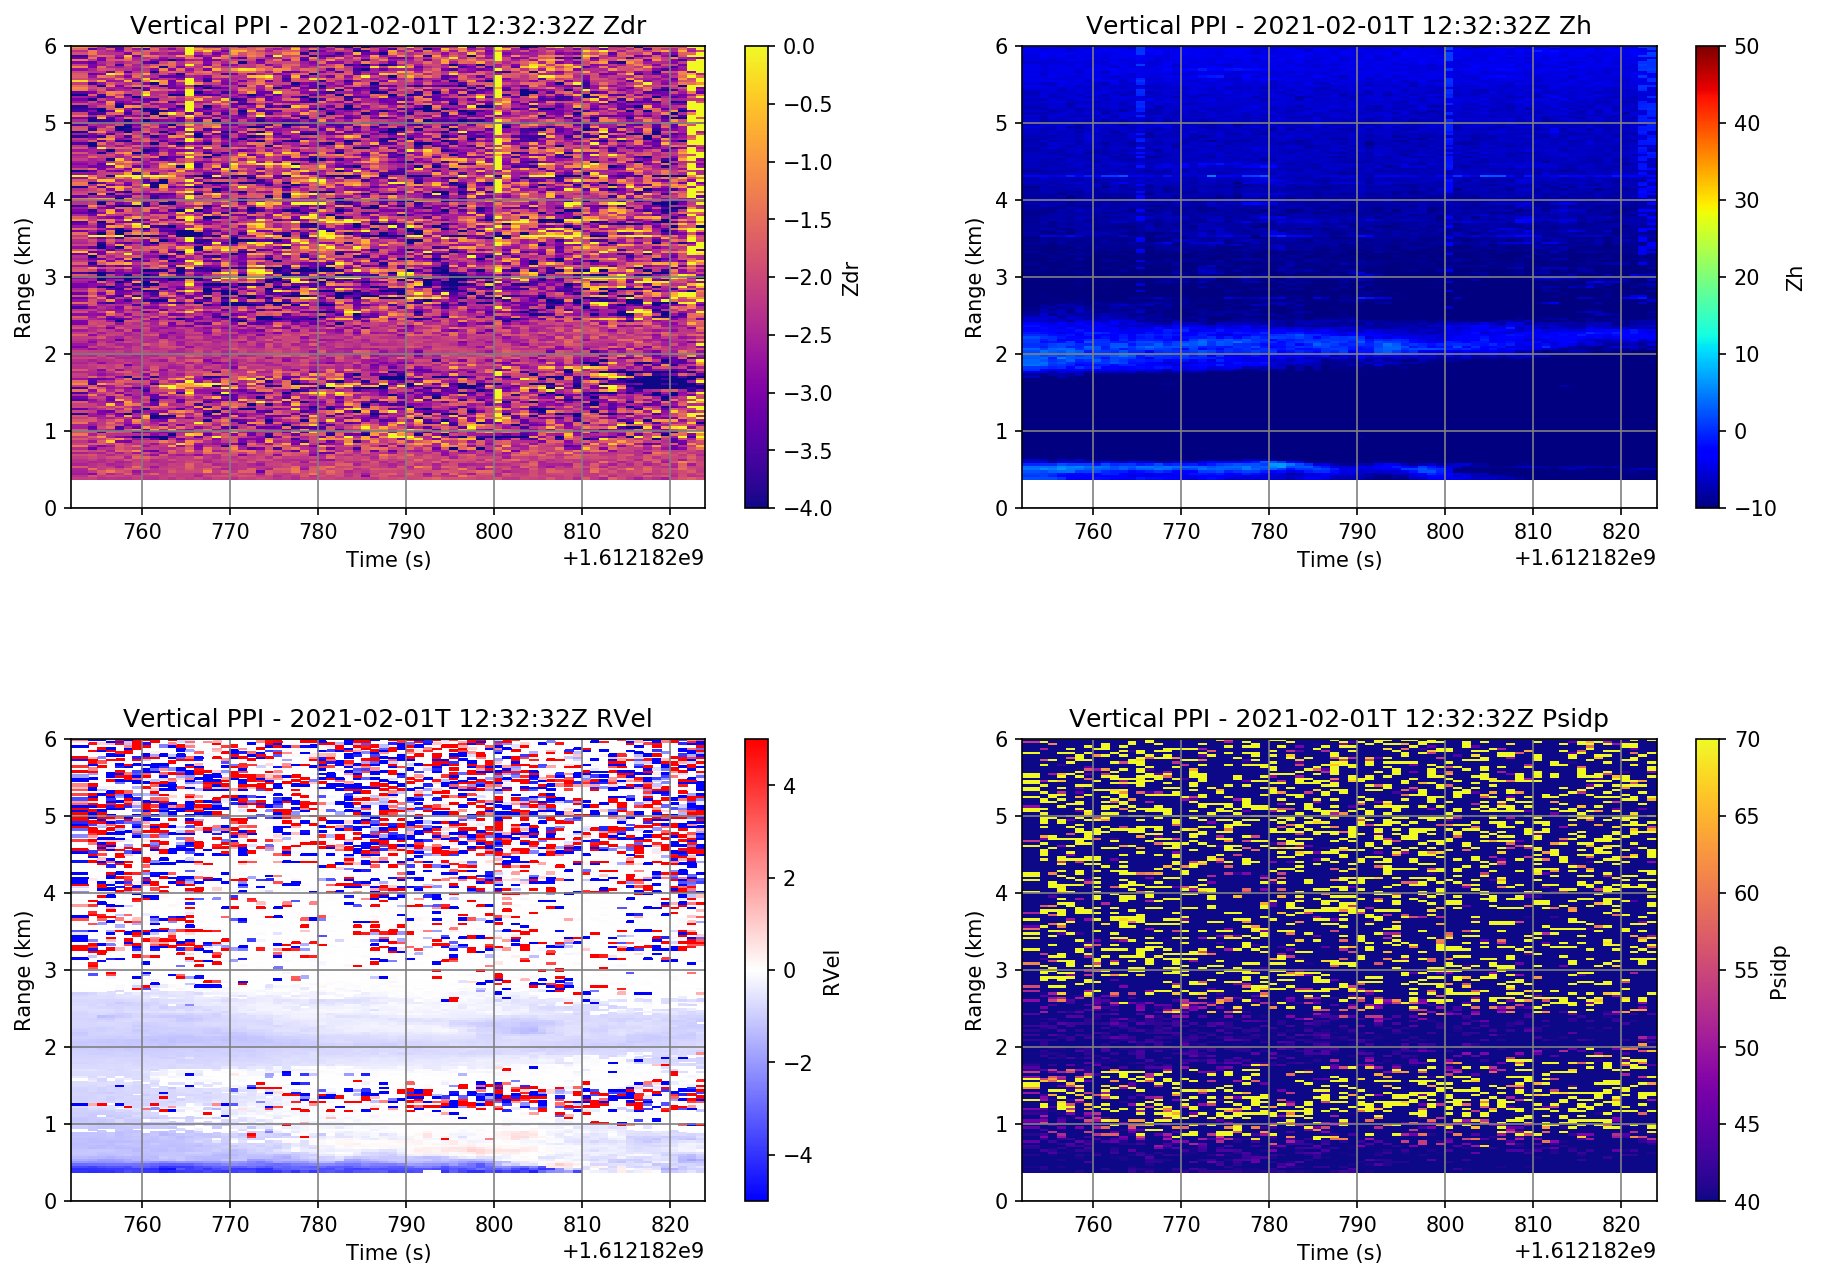 Vertical PPI - 2021-02-01T 12:32:32Z Zdr
6
5
4
3
2
1
0
Range (km)
760 770 780 790 800 810 820
Time (s)
+1.612182e9
0.0
−0.5
−1.0
−1.5
−2.0
−2.5
−3.0
−3.5
−4.0
Zdr
Vertical PPI - 2021-02-01T 12:32:32Z Zh
6
5
4
3
2
1
0
Range (km)
760 770 780 790 800 810 820
Time (s)
+1.612182e9
50
40
30
20
10
0
−10
Zh
Vertical PPI - 2021-02-01T 12:32:32Z RVel
6
5
4
3
2
1
0
Range (km)
760 770 780 790 800 810 820
Time (s)
+1.612182e9
4
2
0
−2
−4
RVel
Vertical PPI - 2021-02-01T 12:32:32Z Psidp
6
5
4
3
2
1
0
Range (km)
760 770 780 790 800 810 820
Time (s)
+1.612182e9
70
65
60
55
50
45
40
Psidp